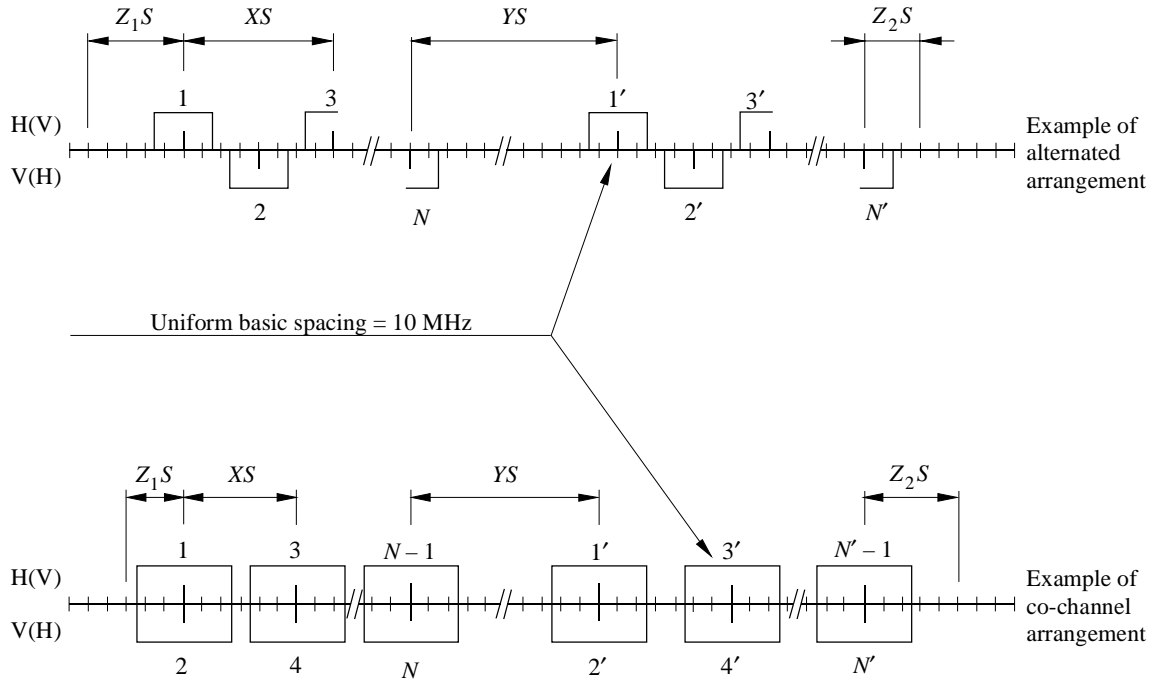 Z1S XS YS Z2S
1 3 1′ 3′
H(V)
V(H)
2 N 2′ N′
Example of
alternated
arrangement
Uniform basic spacing = 10 MHz
Z1S XS YS Z2S
1 3 N – 1 1′ 3′ N′ – 1
H(V)
V(H)
2 4 N 2′ 4′ N′
Example of
co-channel
arrangement